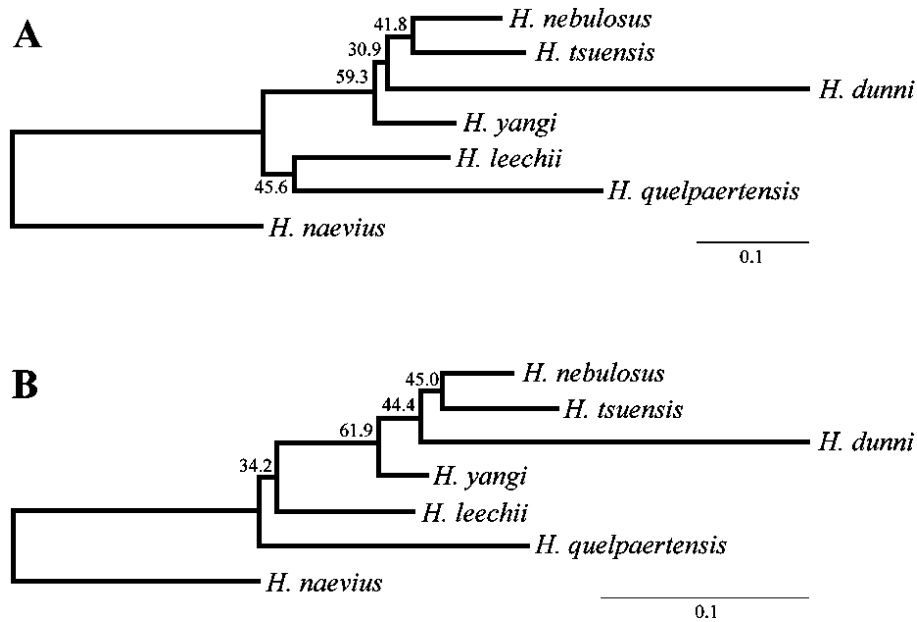 A
41.8
H. nebulosus
30.9
H. tsuensis
59.3
H. dunni
H. yangi
H. leechii
45.6
H. quelpaertensis
H. naevius
0.1
B
45.0
H. nebulosus
44.4
H. tsuensis
61.9
H. dunni
34.2
H. yangi
H. leechii
H. quelpaertensis
H. naevius
0.1